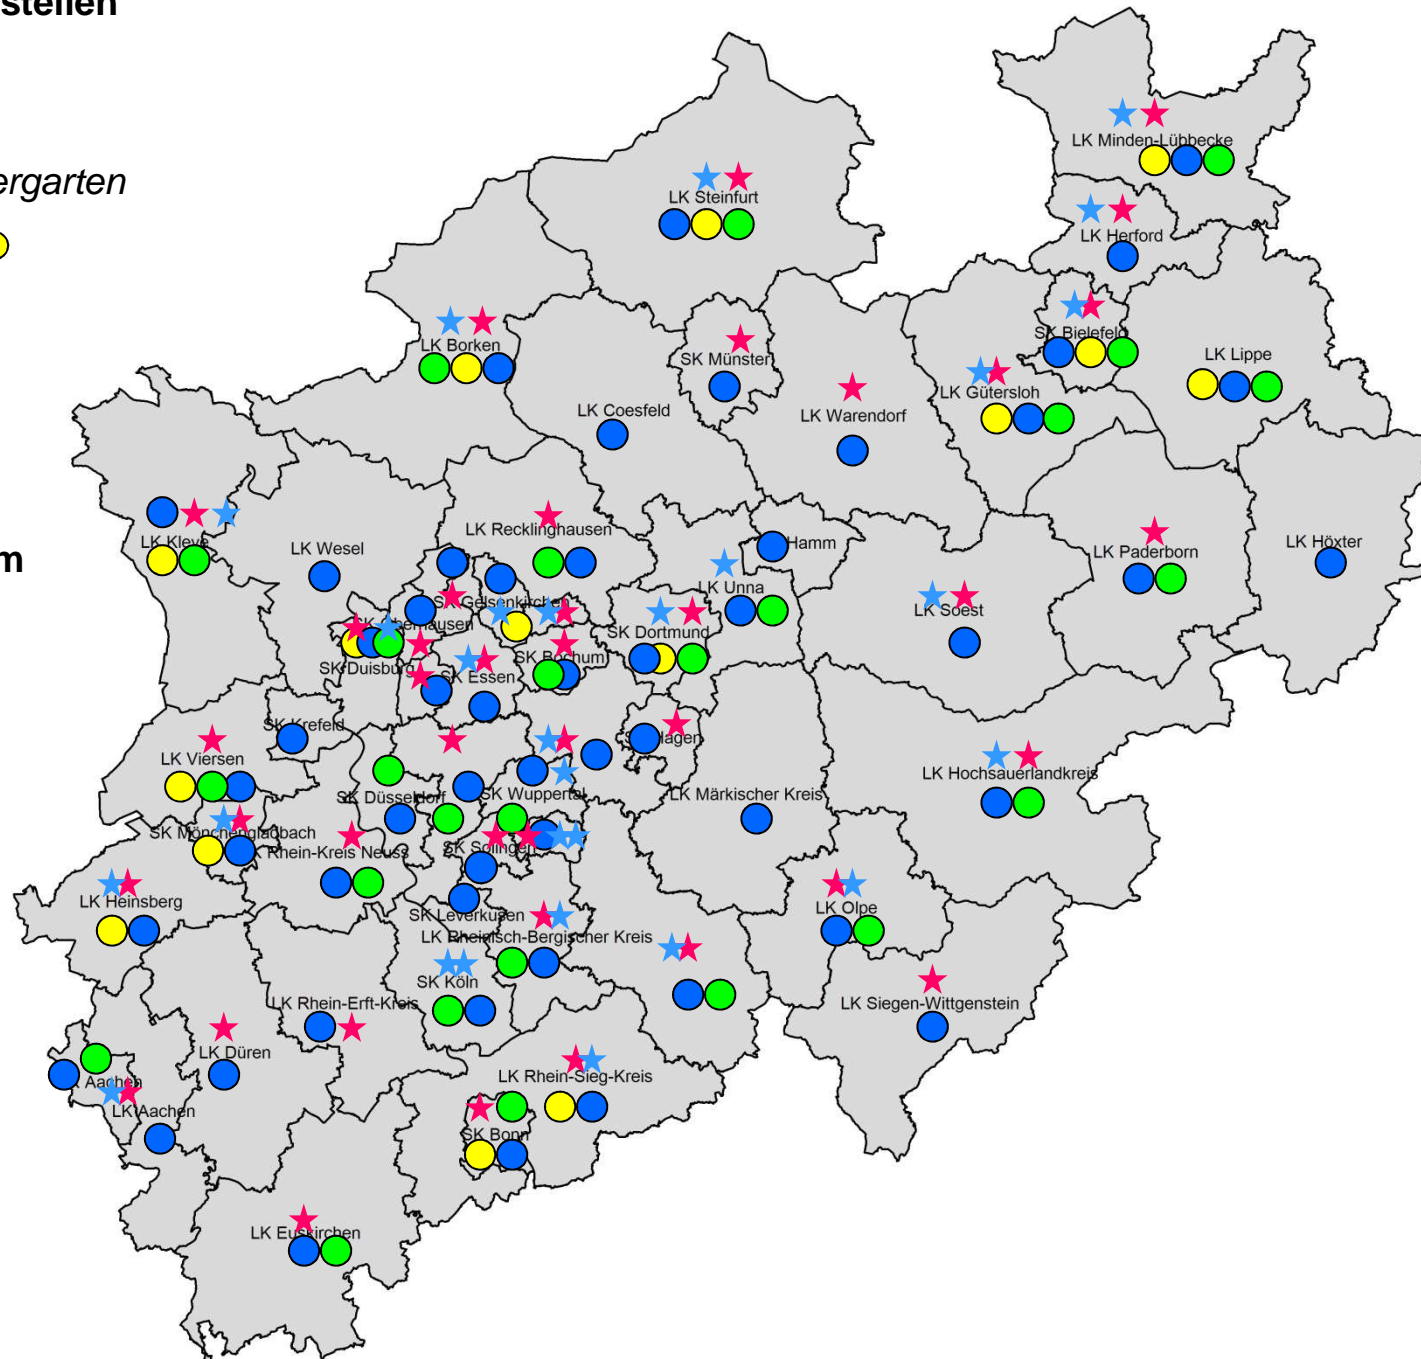 stellen
LK Minden-Lübbecke
ergarten
LK Steinfurt
LK Herford
SK Bielefeld
LK Borken
LK Lippe
SK Münster
LK Gütersloh
LK Coesfeld
LK Warendorf
LK Recklinghausen
LK Kleve
LK Wesel
Hamm
LK Paderborn
LK Höxter
m
LK Unna
SK Gelsenkirchen
LK Soest
SK Oberhausen
SK Dortmund
SK Bochum
SK Duisburg
SK Essen
SK Krefeld
Hagen
LK Viersen
LK Hochsauerlandkreis
SK Düsseldorf
SK Wuppertal
LK Märkischer Kreis
SK Mönchengladbach
Rhein-Kreis Neuss
SK Solingen
LK Heinsberg
LK Olpe
SK Leverkusen
LK Rheinisch-Bergischer Kreis
SK Köln
LK Rhein-Erft-Kreis
LK Siegen-Wittgenstein
LK Düren
LK Rhein-Sieg-Kreis
Aachen
LK Aachen
SK Bonn
LK Euskirchen